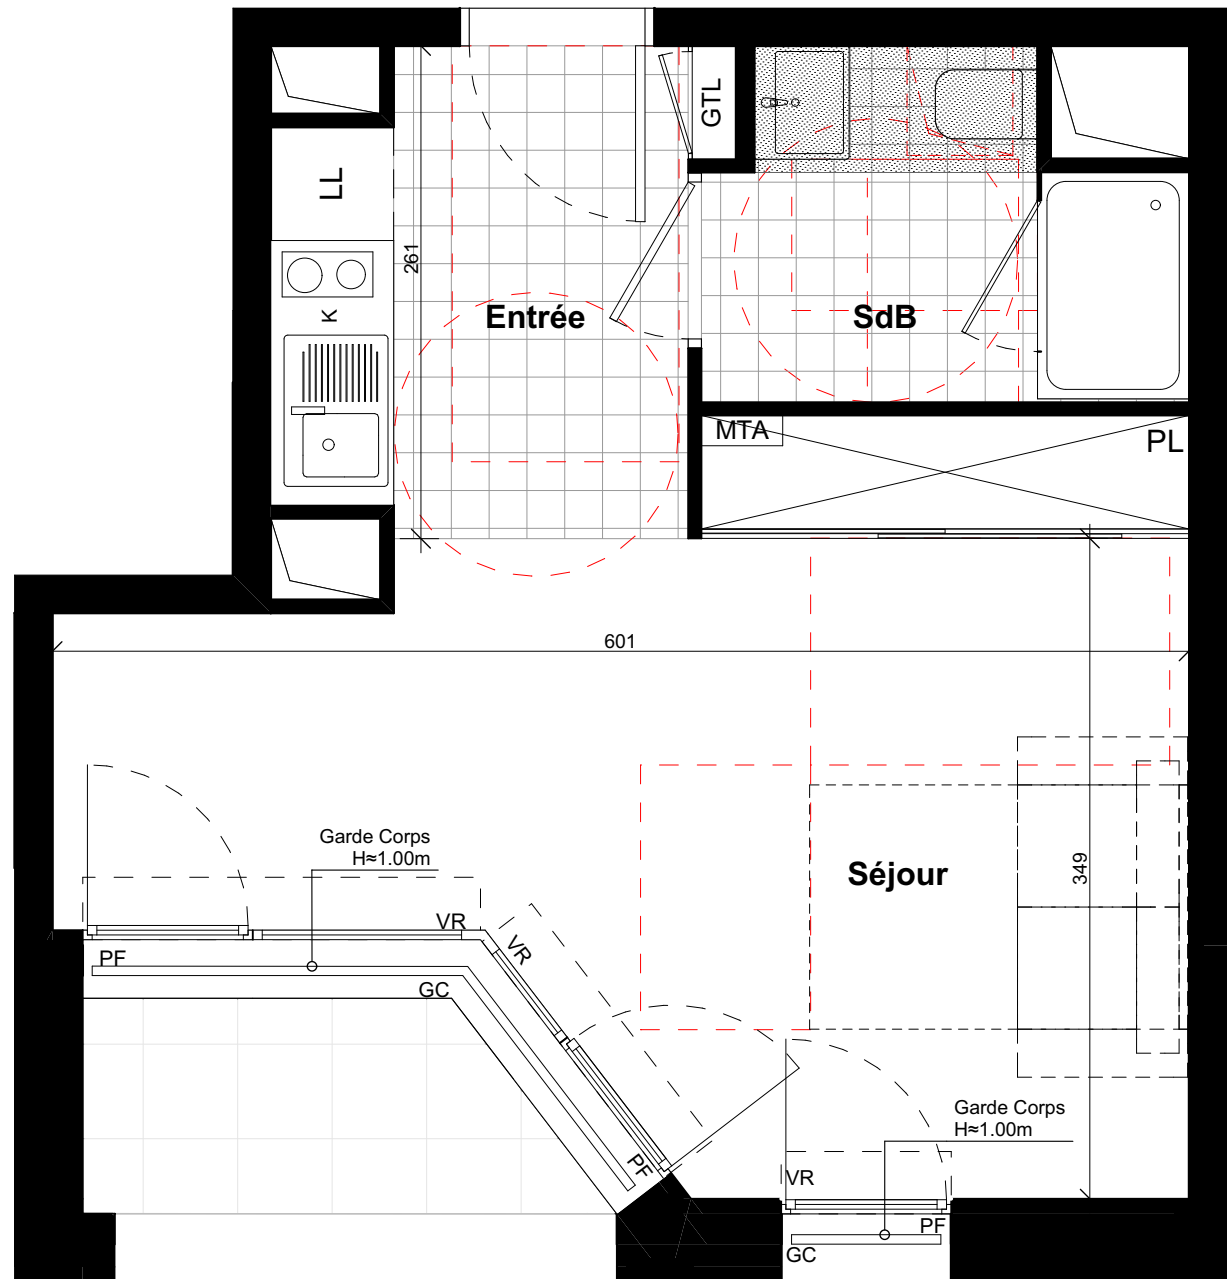 GTL
LL
261
K
Entrée
SdB
MTA
PL
601
Garde Corps
H≈1.00m
Séjour
349
VR
VR
PF
GC
Garde Corps
H≈1.00m
PF
VR
PF
GC